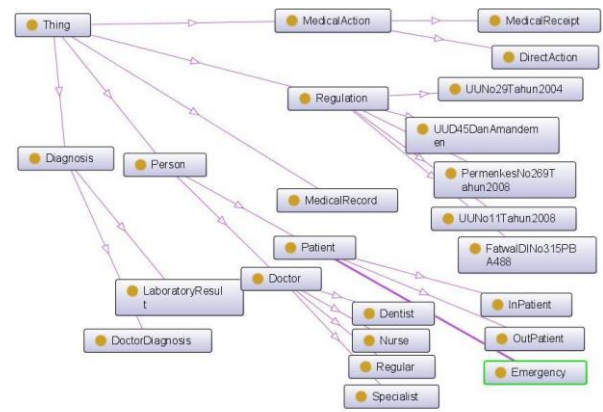 Thing
MedicalAction
MedicalReceipt
DirectAction
UUNo29Tahun2004
Regulation
UUD45DanAmandem
en
Diagnosis
Person
PermenkesNo269T
ahun2008
MedicalRecord
UUNo11Tahun2008
Patient
FatwaIDINo315PB
A488
Doctor
LaboratoryResul
t
InPatient
Dentist
DoctorDiagnosis
Nurse
OutPatient
Regular
Emergency
Specialist